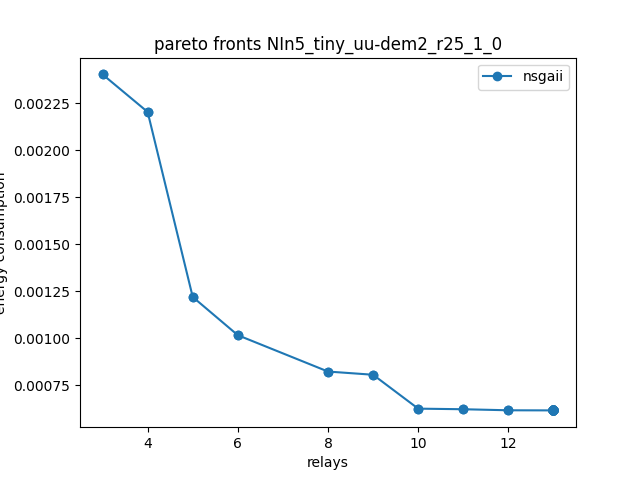 pareto fronts NIn5_tiny_uu-dem2_r25_1_0
nsgaii
0.00225
0.00200
0.00175
0.00150
0.00125
0.00100
0.00075
energy consumption
4 6 8 10 12
relays